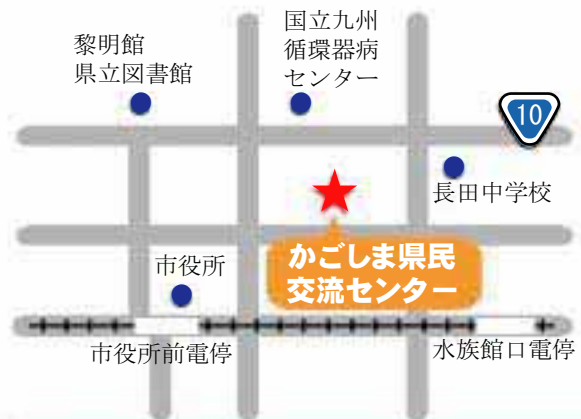 黎明館
県立図書館
国立九州
循環器病
センター
10
長田中学校
かごしま県民
交流センター
市役所
市役所前電停
水族館口電停